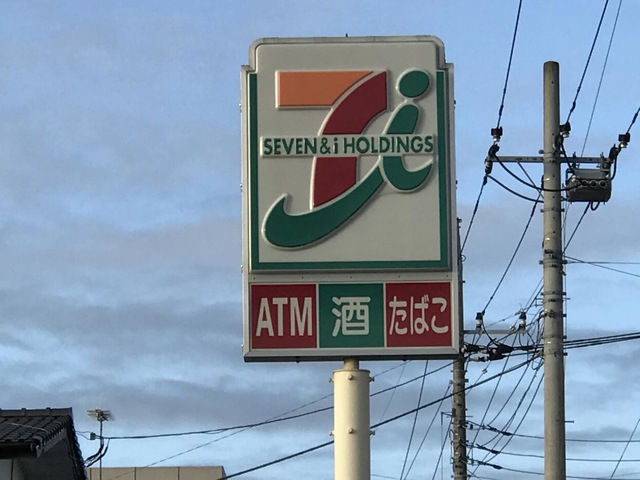 SEVEN&i HOLDINGS
ATM 酒 たばこ